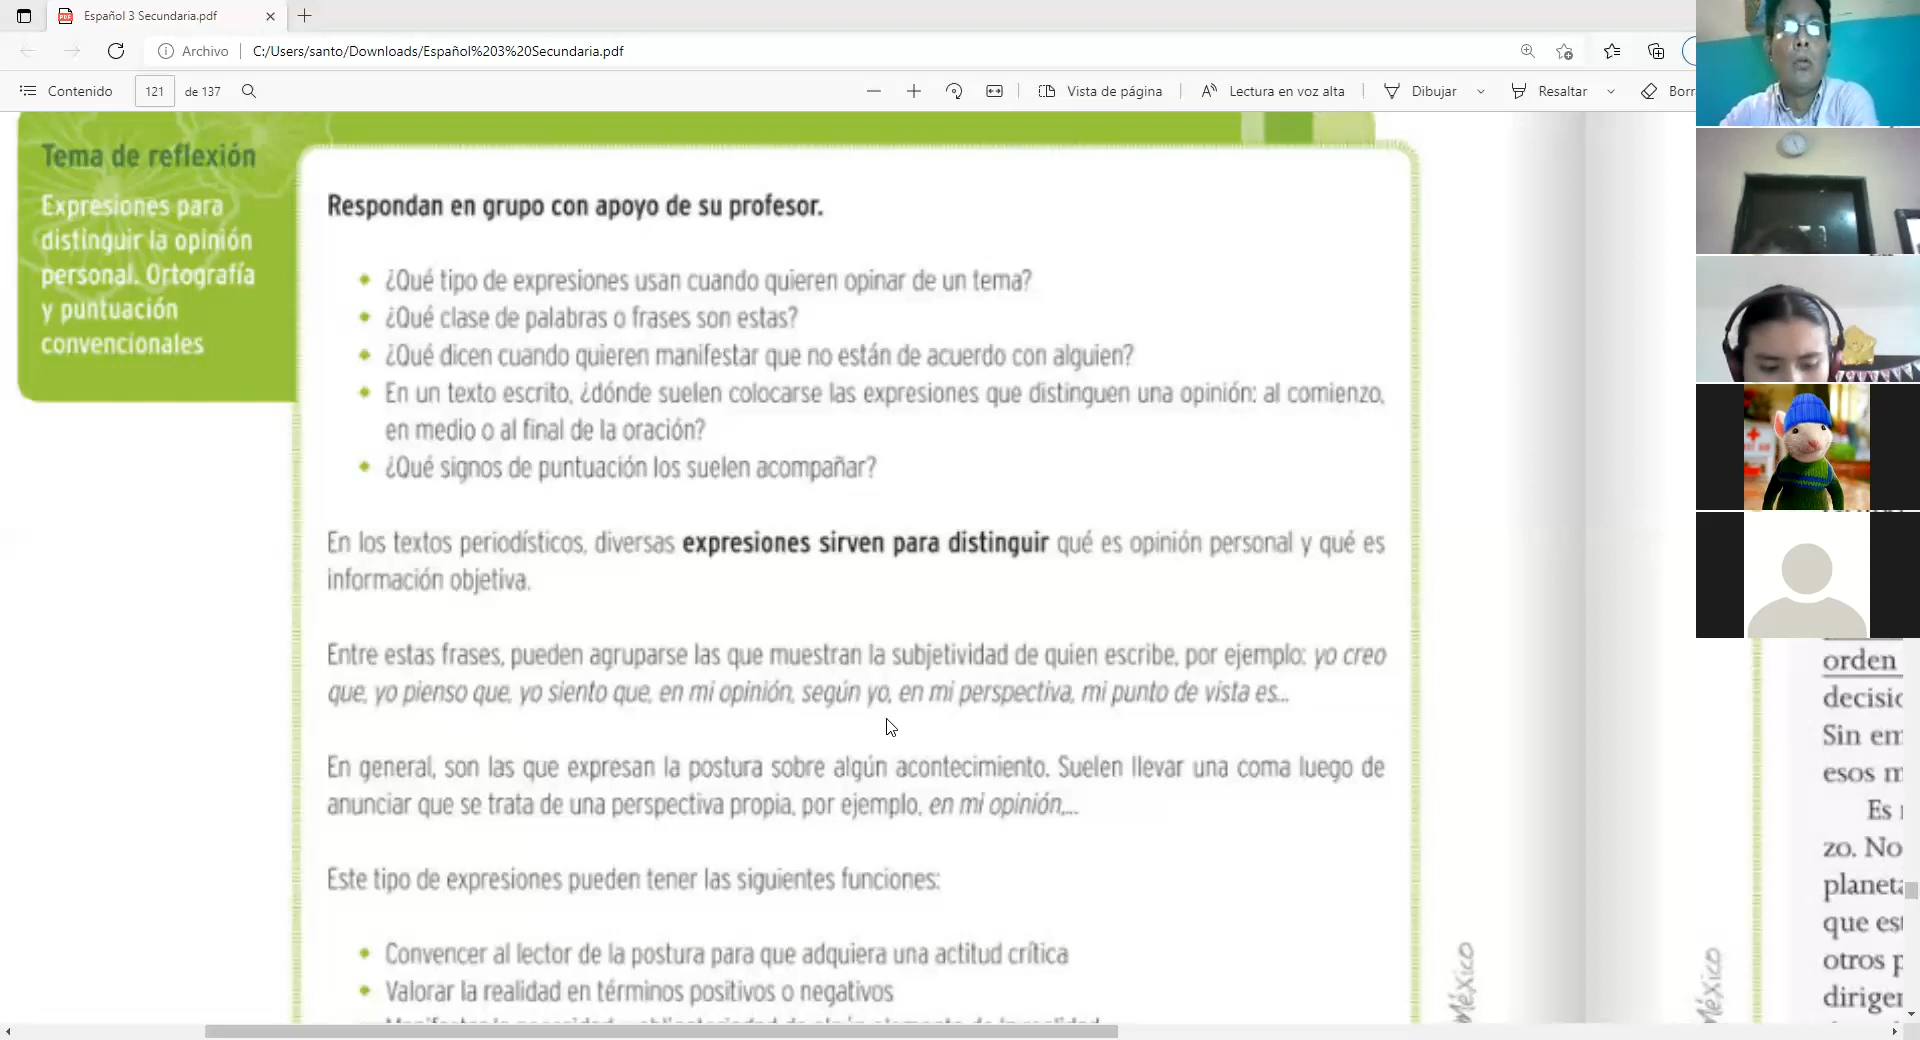 Español 3 Secundaria.pdf
Archivo
C:/Users/santo/Downloads/Español%203%20Secundaria.pdf
Contenido
121
de 137
Vista de página
Lectura en voz alta
Dibujar
Resaltar
Borr
Tema de reflexión
Expresiones para
distinguir la opinión
personal. Ortografía
y puntuación
convencionales
Respondan en grupo con apoyo de su profesor.
• ¿Qué tipo de expresiones usan cuando quieren opinar de un tema?
• ¿Qué clase de palabras o frases son estas?
• ¿Qué dicen cuando quieren manifestar que no están de acuerdo con alguien?
• En un texto escrito, ¿dónde suelen colocarse las expresiones que distinguen una opinión: al comienzo,
en medio o al final de la oración?
• ¿Qué signos de puntuación los suelen acompañar?
En los textos periodísticos, diversas expresiones sirven para distinguir qué es opinión personal y qué es
información objetiva.
Entre estas frases, pueden agruparse las que muestran la subjetividad de quien escribe, por ejemplo: yo creo
que, yo pienso que, yo siento que, en mi opinión, según yo, en mi perspectiva, mi punto de vista es...
En general, son las que expresan la postura sobre algún acontecimiento. Suelen llevar una coma luego de
anunciar que se trata de una perspectiva propia, por ejemplo, en mi opinión,...
Este tipo de expresiones pueden tener las siguientes funciones:
• Convencer al lector de la postura para que adquiera una actitud crítica
• Valorar la realidad en términos positivos o negativos
México
México
orden
decisic
Sin em
esos m
Es
zo. No
planeta
que est
otros p
diriger